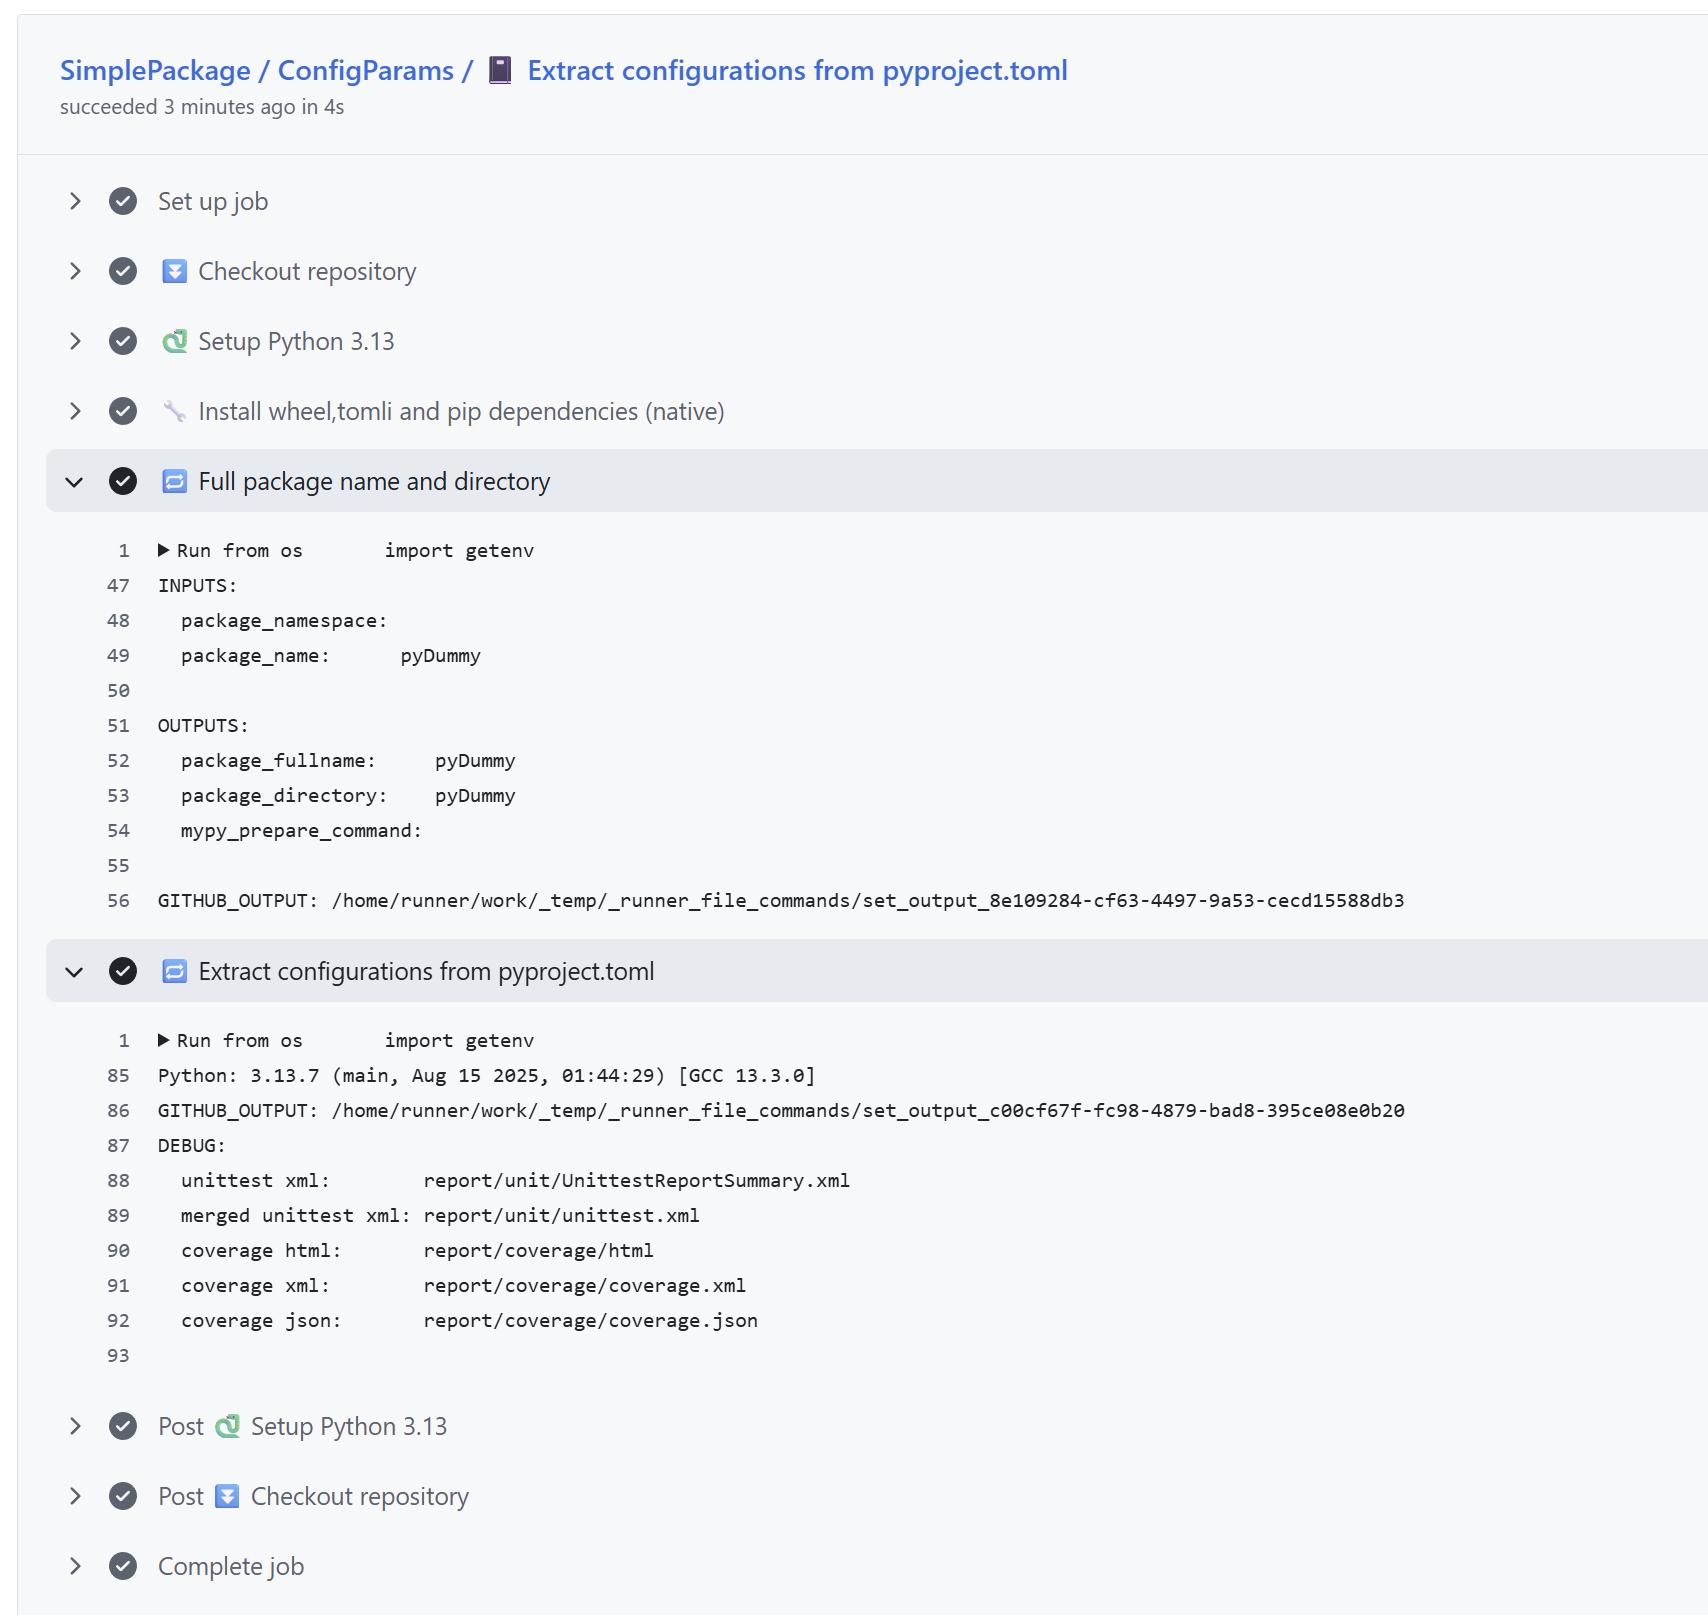 SimplePackage / ConfigParams / 📓 Extract configurations from pyproject.toml
succeeded 3 minutes ago in 4s
Set up job
⏬ Checkout repository
🐍 Setup Python 3.13
🔧 Install wheel,tomli and pip dependencies (native)
🔁 Full package name and directory
1 ▶ Run from os       import getenv
47 INPUTS:
48   package_namespace:
49   package_name:      pyDummy
50
51 OUTPUTS:
52   package_fullname:     pyDummy
53   package_directory:    pyDummy
54   mypy_prepare_command:
55
56 GITHUB_OUTPUT: /home/runner/work/_temp/_runner_file_commands/set_output_8e109284-cf63-4497-9a53-cecd15588db3
🔁 Extract configurations from pyproject.toml
1 ▶ Run from os       import getenv
85 Python: 3.13.7 (main, Aug 15 2025, 01:44:29) [GCC 13.3.0]
86 GITHUB_OUTPUT: /home/runner/work/_temp/_runner_file_commands/set_output_c00cf67f-fc98-4879-bad8-395ce08e0b20
87 DEBUG:
88   unittest xml:        report/unit/UnittestReportSummary.xml
89   merged unittest xml: report/unit/unittest.xml
90   coverage html:       report/coverage/html
91   coverage xml:        report/coverage/coverage.xml
92   coverage json:       report/coverage/coverage.json
93
Post 🐍 Setup Python 3.13
Post ⏬ Checkout repository
Complete job